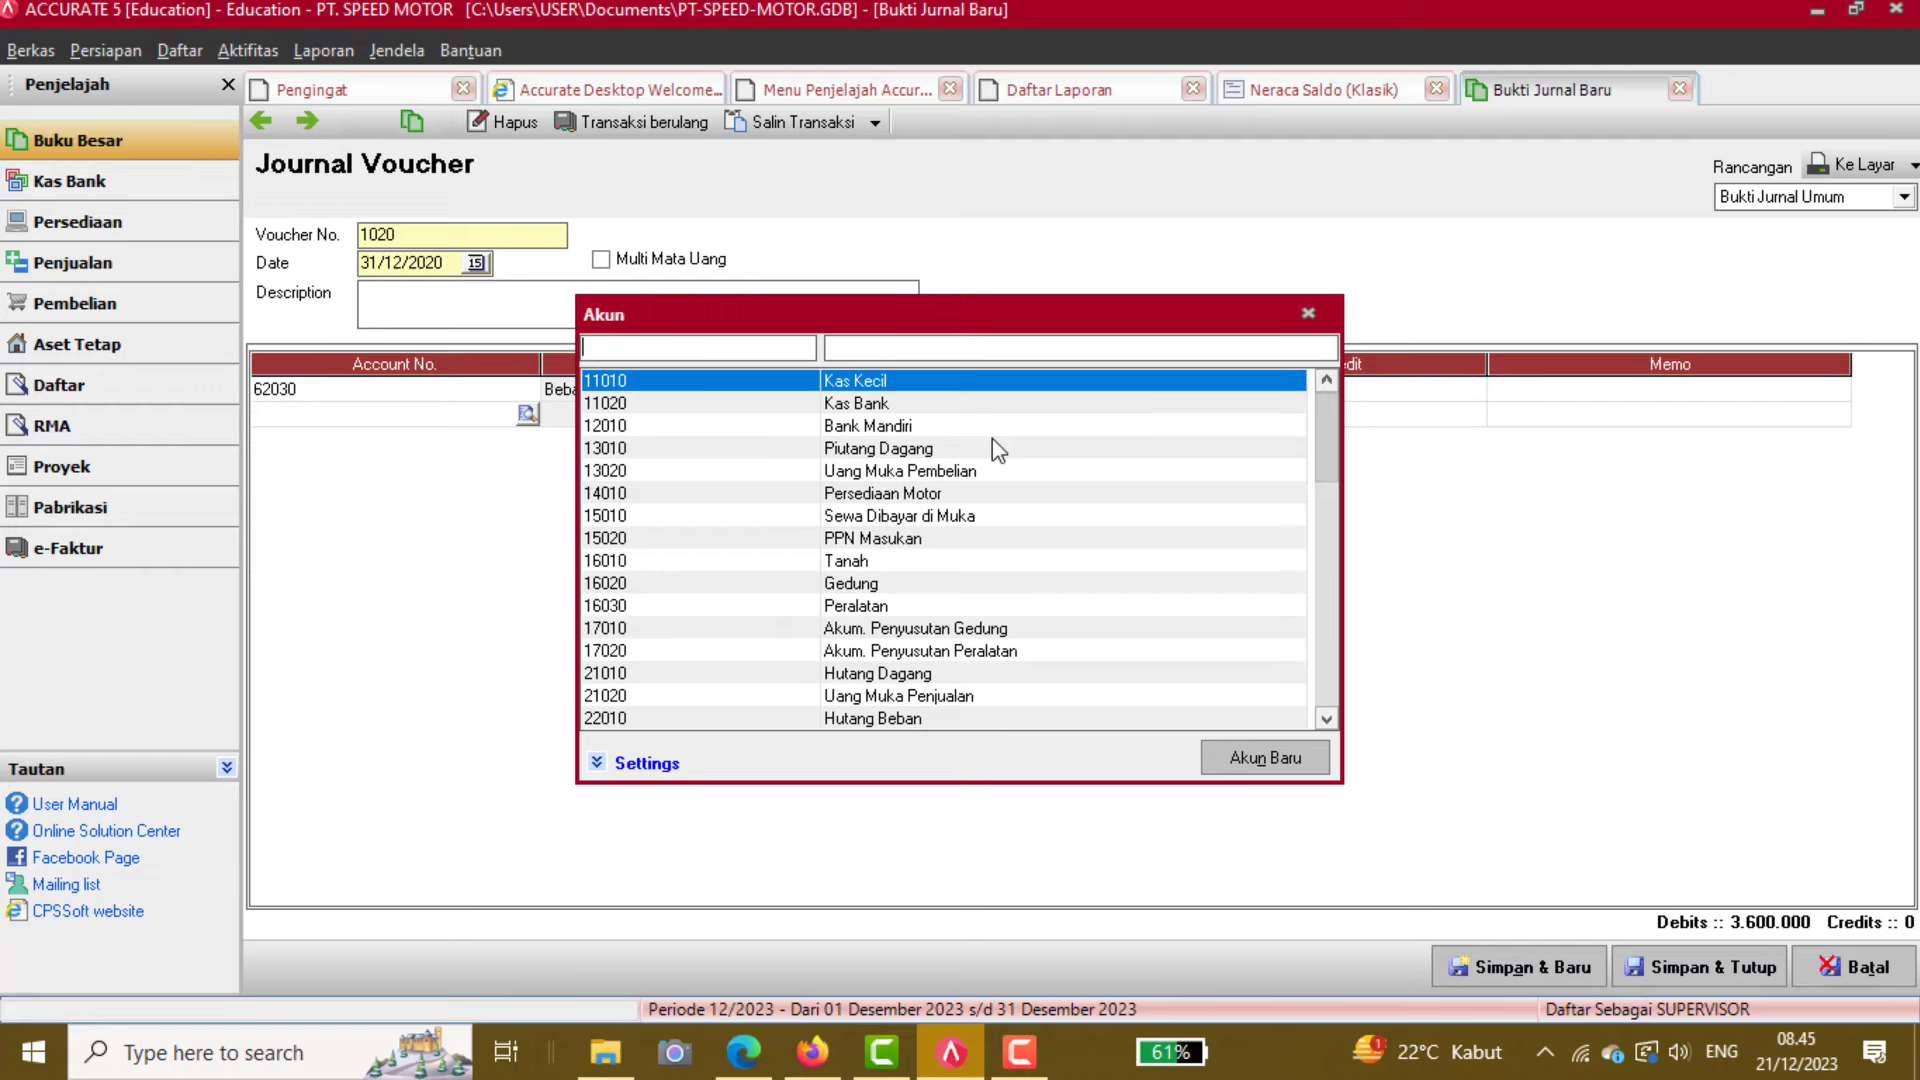 ACCURATE 5 [Education] - Education - PT. SPEED MOTOR [C:\Users\USER\Documents\PT-SPEED-MOTOR.GDB] - [Bukti Jurnal Baru]
Berkas Persiapan Daftar Aktifitas Laporan Jendela Bantuan
Penjelajah
Pengingat
Accurate Desktop Welcome...
Menu Penjelajah Accur...
Daftar Laporan
Neraca Saldo (Klasik)
Bukti Jurnal Baru
Hapus Transaksi berulang Salin Transaksi
Buku Besar
Kas Bank
Persediaan
Penjualan
Pembelian
Aset Tetap
Daftar
RMA
Proyek
Pabrikasi
e-Faktur
Tautan
User Manual
Online Solution Center
Facebook Page
Mailing list
CPSSoft website
Journal Voucher
Rancangan Ke Layar
Bukti Jurnal Umum
Voucher No. 1020
Date 31/12/2020 15
Multi Mata Uang
Description
Account No. Memo
62030
Akun
11010 Kas Kecil
11020 Kas Bank
12010 Bank Mandiri
13010 Piutang Dagang
13020 Uang Muka Pembelian
14010 Persediaan Motor
15010 Sewa Dibayar di Muka
15020 PPN Masukan
16010 Tanah
16020 Gedung
16030 Peralatan
17010 Akum. Penyusutan Gedung
17020 Akum. Penyusutan Peralatan
21010 Hutang Dagang
21020 Uang Muka Penjualan
22010 Hutang Beban
Settings
Akun Baru
Debits :: 3.600.000 Credits :: 0
Simpan & Baru Simpan & Tutup Batal
Periode 12/2023 - Dari 01 Desember 2023 s/d 31 Desember 2023
Daftar Sebagai SUPERVISOR
Type here to search
61%
1
22°C Kabut
ENG
08.45
21/12/2023